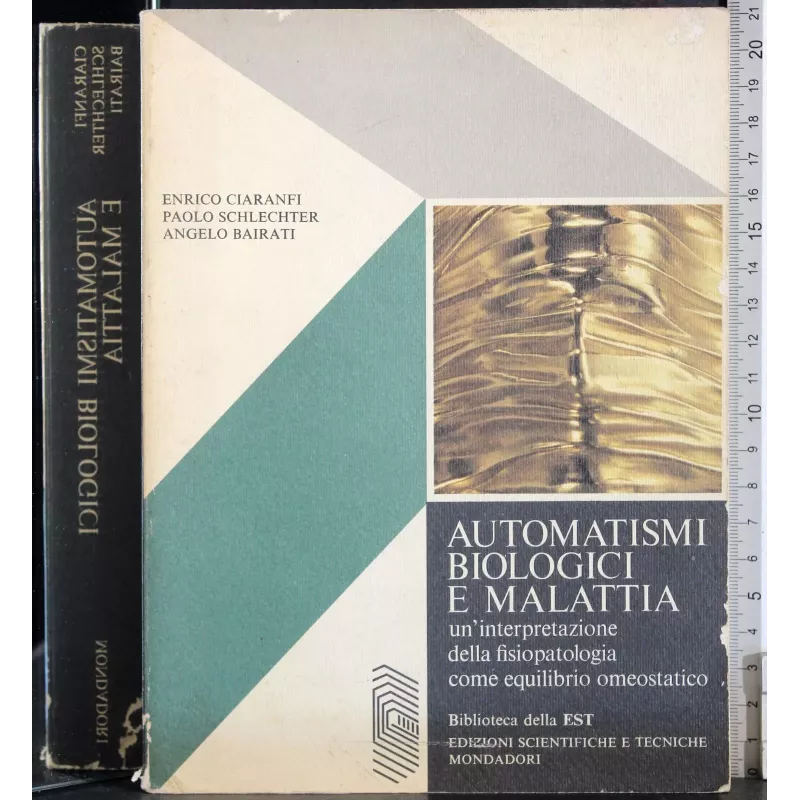 CIARANFI
SCHLECHTER
BAIRATI
AUTOMATISMI BIOLOGICI
E MALATTIA
MONDADORI
ENRICO CIARANFI
PAOLO SCHLECHTER
ANGELO BAIRATI
AUTOMATISMI
BIOLOGICI
E MALATTIA
un'interpretazione
della fisiopatologia
come equilibrio omeostatico
Biblioteca della EST
EDIZIONI SCIENTIFICHE E TECNICHE
MONDADORI
21
20
19
18
17
16
15
14
13
12
11
10
9
8
7
6
5
4
3
2
1
0